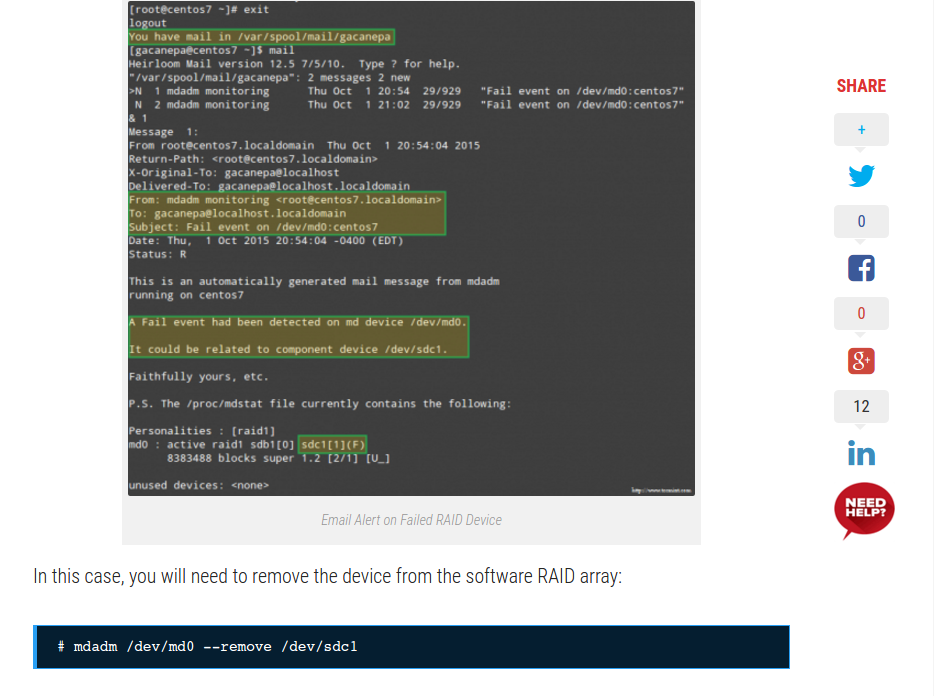 [root@centos7 ~]# exit
logout
You have mail in /var/spool/mail/gacanepa
[gacanepa@centos7 ~]$ mail
Heirloom Mail version 12.5 7/5/10.  Type ? for help.
"/var/spool/mail/gacanepa": 2 messages 2 new
>N  1 mdadm monitoring      Thu Oct  1 20:54  29/929   "Fail event on /dev/md0:centos7"
 N  2 mdadm monitoring      Thu Oct  1 21:02  29/929   "Fail event on /dev/md0:centos7"
& 1
Message  1:
From root@centos7.localdomain  Thu Oct  1 20:54:04 2015
Return-Path: <root@centos7.localdomain>
X-Original-To: gacanepa@localhost
Delivered-To: gacanepa@localhost.localdomain
From: mdadm monitoring <root@centos7.localdomain>
To: gacanepa@localhost.localdomain
Subject: Fail event on /dev/md0:centos7
Date: Thu,  1 Oct 2015 20:54:04 -0400 (EDT)
Status: R
This is an automatically generated mail message from mdadm
running on centos7
A Fail event had been detected on md device /dev/md0.
It could be related to component device /dev/sdc1.
Faithfully yours, etc.
P.S. The /proc/mdstat file currently contains the following:
Personalities : [raid1]
md0 : active raid1 sdb1[0] sdc1[1](F)
      8383488 blocks super 1.2 [2/1] [U_]
unused devices: <none>
http://www.tecmint.com
Email Alert on Failed RAID Device
In this case, you will need to remove the device from the software RAID array:
# mdadm /dev/md0 --remove /dev/sdc1
SHARE
+
0
f
0
g+
12
in
NEED
HELP?